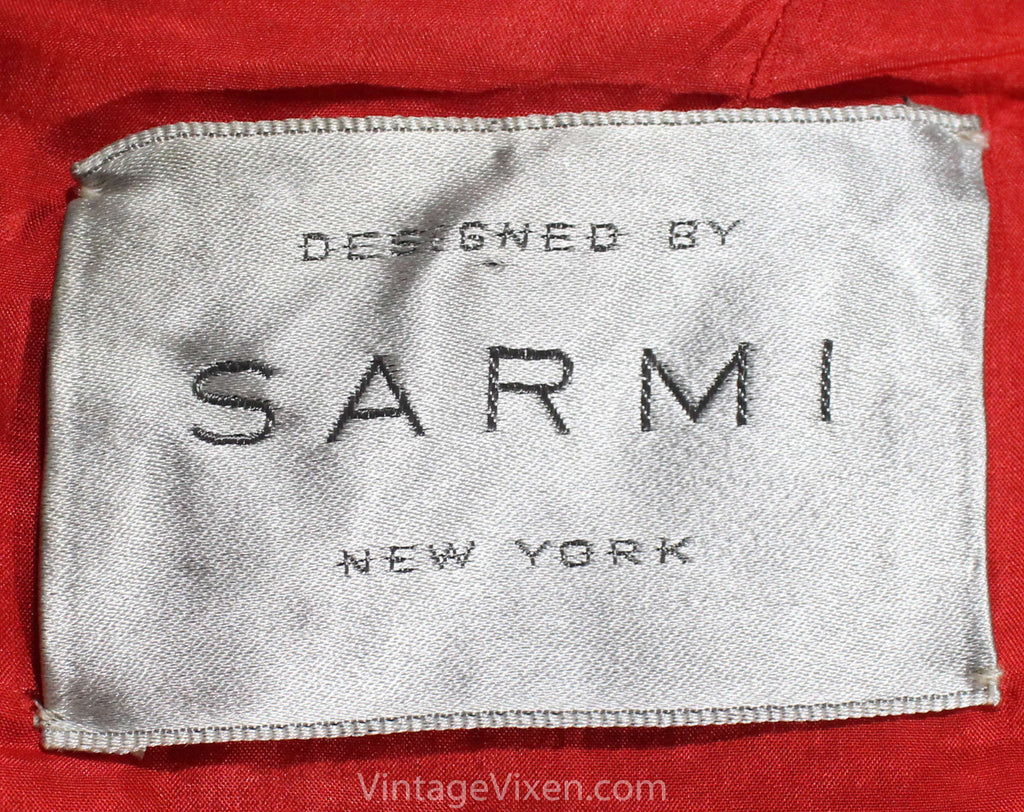 DESIGNED BY
SARMI
NEW YORK
VintageVixen.com